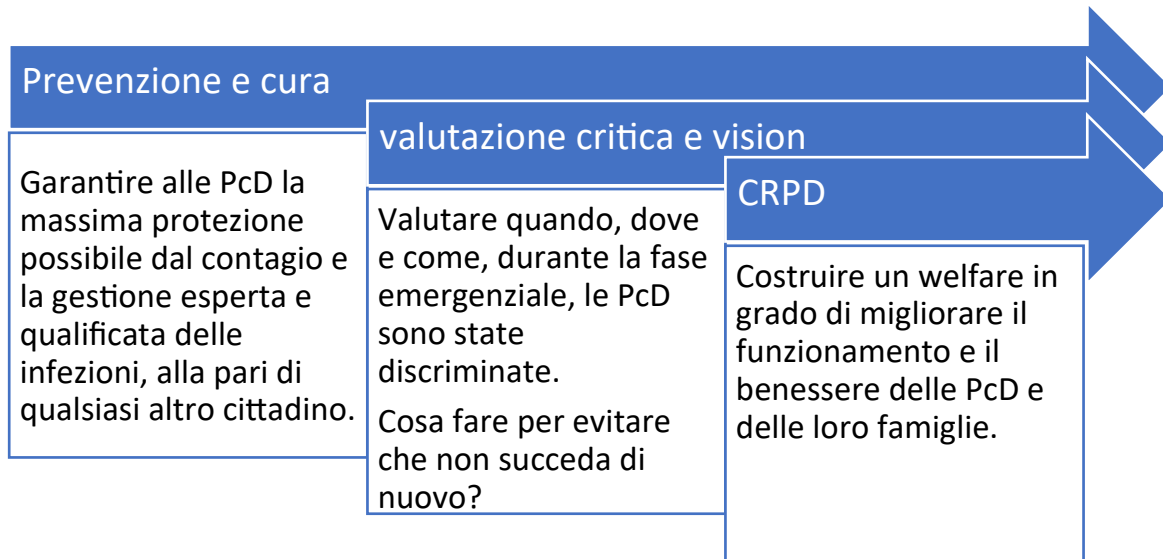 Prevenzione e cura
Garantire alle PcD la
massima protezione
possibile dal contagio e
la gestione esperta e
qualificata delle
infezioni, alla pari di
qualsiasi altro cittadino.
valutazione critica e vision
Valutare quando, dove
e come, durante la fase
emergenziale, le PcD
sono state
discriminate.
Cosa fare per evitare
che non succeda di
nuovo?
CRPD
Costruire un welfare in
grado di migliorare il
funzionamento e il
benessere delle PcD e
delle loro famiglie.